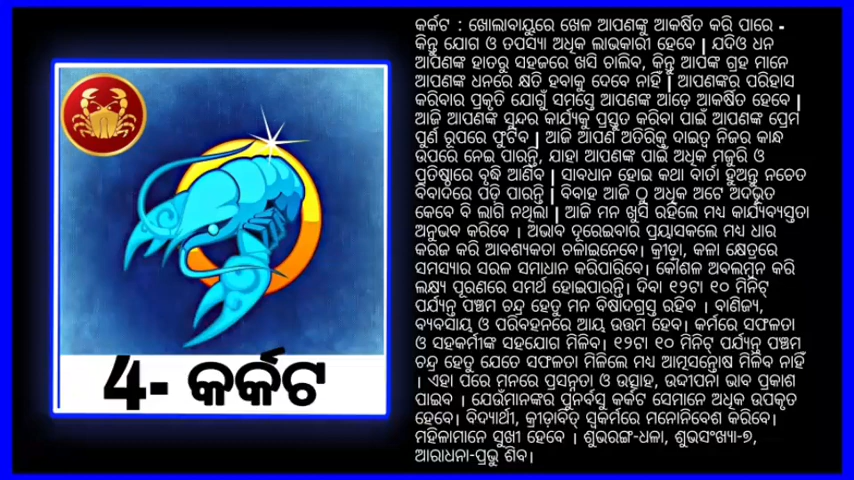 4- କର୍କଟ
କର୍କଟ : ଖୋଲାବାୟୁରେ ଖେଳ ଆପଣଙ୍କୁ ଆକର୍ଷିତ କରି ପାରେ -
କିନ୍ତୁ ଯୋଗ ଓ ତପସ୍ୟା ଅଧିକ ଲାଭକାରୀ ହେବେ | ଯଦିଓ ଧନ
ଆପଣଙ୍କ ହାତରୁ ସହଜରେ ଖସି ଚାଲିବ, କିନ୍ତୁ ଆପଙ୍କ ଗ୍ରହ ମାନେ
ଆପଣଙ୍କ ଧନରେ କ୍ଷତି ହବାକୁ ଦେବେ ନାହିଁ | ଆପଣଙ୍କର ପରିହାସ
କରିବାର ପ୍ରକୃତି ଯୋଗୁଁ ସମସ୍ତେ ଆପଣଙ୍କ ଆଡ଼େ ଆକର୍ଷିତ ହେବେ |
ଆଜି ଆପଣଙ୍କ ସୁନ୍ଦର କାର୍ଯ୍ୟକୁ ପ୍ରସ୍ତୁତ କରିବା ପାଇଁ ଆପଣଙ୍କ ପ୍ରେମ
ପୁର୍ଣ ରୂପରେ ଫୁଟିବ | ଆଜି ଆପଣ ଅତିରିକ୍ତ ଦାଇତ୍ୱ ନିଜର କାନ୍ଧ
ଉପରେ ନେଇ ପାରନ୍ତି, ଯାହା ଆପଣଙ୍କ ପାଇଁ ଅଧିକ ମଜୁରି ଓ
ପ୍ରତିଷ୍ଠାରେ ବୃଦ୍ଧି ଆଣିବ | ସାବଧାନ ହୋଇ କଥା ବାର୍ତା ହୁଅନ୍ତୁ ନଚେତ
ବିବାଦରେ ପଡ଼ି ପାରନ୍ତି | ବିବାହ ଆଜି ଠୁ ଅଧିକ ଅଟେ ଅଦଭୁତ
କେବେ ବି ଲାଗି ନଥିଲା | ଆଜି ମନ ଖୁସି ରହିଲେ ମଧ୍ୟ କାର୍ଯ୍ୟବ୍ୟସ୍ତତା
ଅନୁଭବ କରିବେ । ଅଭାବ ଦୂରେଇବାର ପ୍ରୟାସକଲେ ମଧ୍ୟ ଧାର
କରଜ କରି ଆବଶ୍ୟକତା ଚଳାଇନେବେ। କ୍ରୀଡ଼ା, କଳା କ୍ଷେତ୍ରରେ
ସମସ୍ୟାର ସରଳ ସମାଧାନ କରିପାରିବେ। କୌଶଳ ଅବଲମ୍ବନ କରି
ଲକ୍ଷ୍ୟ ପୂରଣରେ ସମର୍ଥ ହୋଇପାରନ୍ତି। ଦିବା ୧୨ଟା ୧୦ ମିନିଟ୍
ପର୍ଯ୍ୟନ୍ତ ପଞ୍ଚମ ଚନ୍ଦ୍ର ହେତୁ ମନ ବିଷାଦଗ୍ରସ୍ତ ରହିବ । ବାଣିଜ୍ୟ,
ବ୍ୟବସାୟ ଓ ପରିବହନରେ ଆୟ ଉତ୍ତମ ହେବ। କର୍ମରେ ସଫଳତା
ଓ ସହକର୍ମୀଙ୍କ ସହଯୋଗ ମିଳିବ। ୧୨ଟା ୧୦ ମିନିଟ୍ ପର୍ଯ୍ୟନ୍ତ ପଞ୍ଚମ
ଚନ୍ଦ୍ର ହେତୁ ଯେତେ ସଫଳତା ମିଳିଲେ ମଧ୍ୟ ଆତ୍ମସନ୍ତୋଷ ମିଳିବ ନାହିଁ
। ଏହା ପରେ ମନରେ ପ୍ରସନ୍ନତା ଓ ଉତ୍ସାହ, ଉଦ୍ଦୀପନା ଭାବ ପ୍ରକାଶ
ପାଇବ । ଯେଉଁମାନଙ୍କର ପୁନର୍ବସୁ କର୍କଟ ସେମାନେ ଅଧିକ ଉପକୃତ
ହେବେ। ବିଦ୍ୟାର୍ଥୀ, କ୍ରୀଡ଼ାବିତ୍ ସ୍ୱକର୍ମରେ ମନୋନିବେଶ କରିବେ।
ମହିଳାମାନେ ସୁଖୀ ହେବେ । ଶୁଭରଙ୍ଗ-ଧଳା, ଶୁଭସଂଖ୍ୟା-୭,
ଆରାଧନା-ପ୍ରଭୁ ଶିବ।